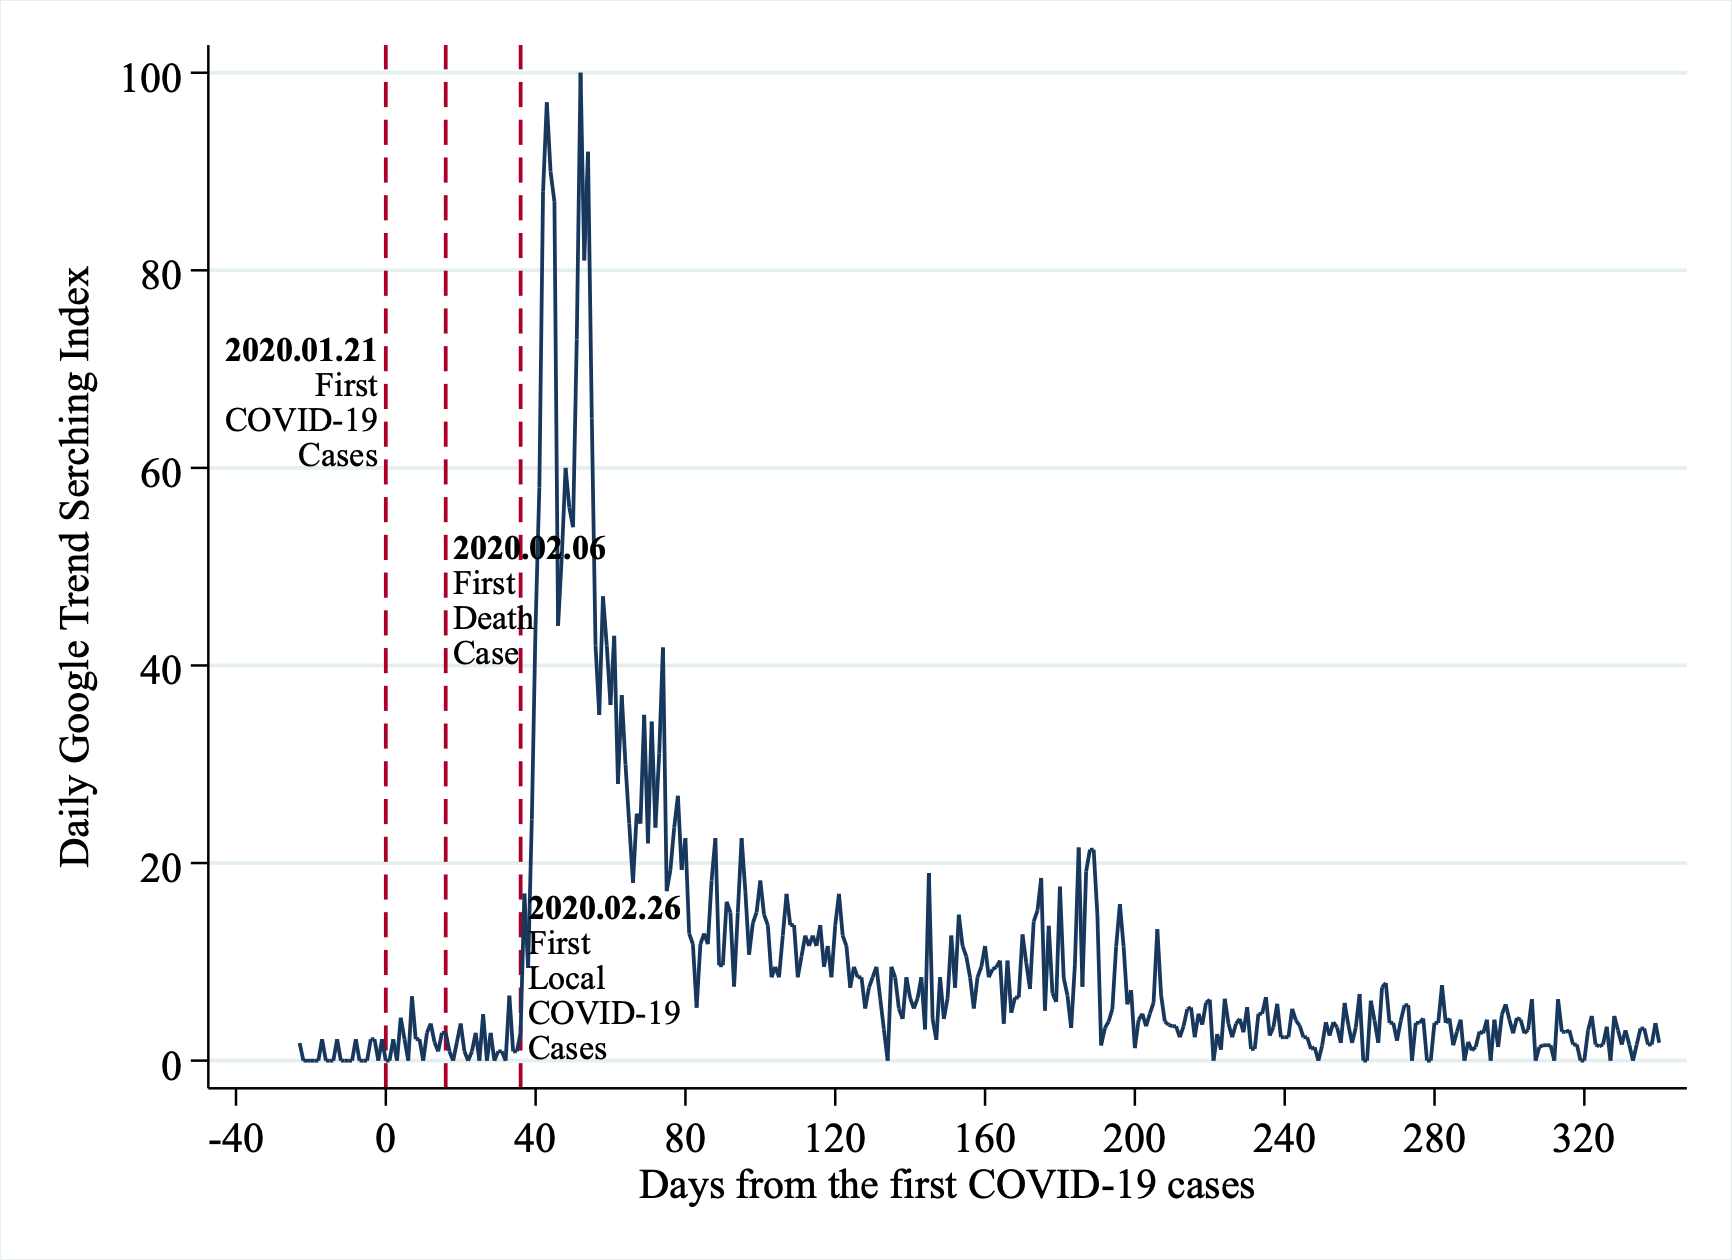 100
80
60
40
20
0
Daily Google Trend Serching Index
2020.01.21
First
COVID-19
Cases
2020.02.06
First
Death
Case
2020.02.26
First
Local
COVID-19
Cases
-40 0 40 80 120 160 200 240 280 320
Days from the first COVID-19 cases